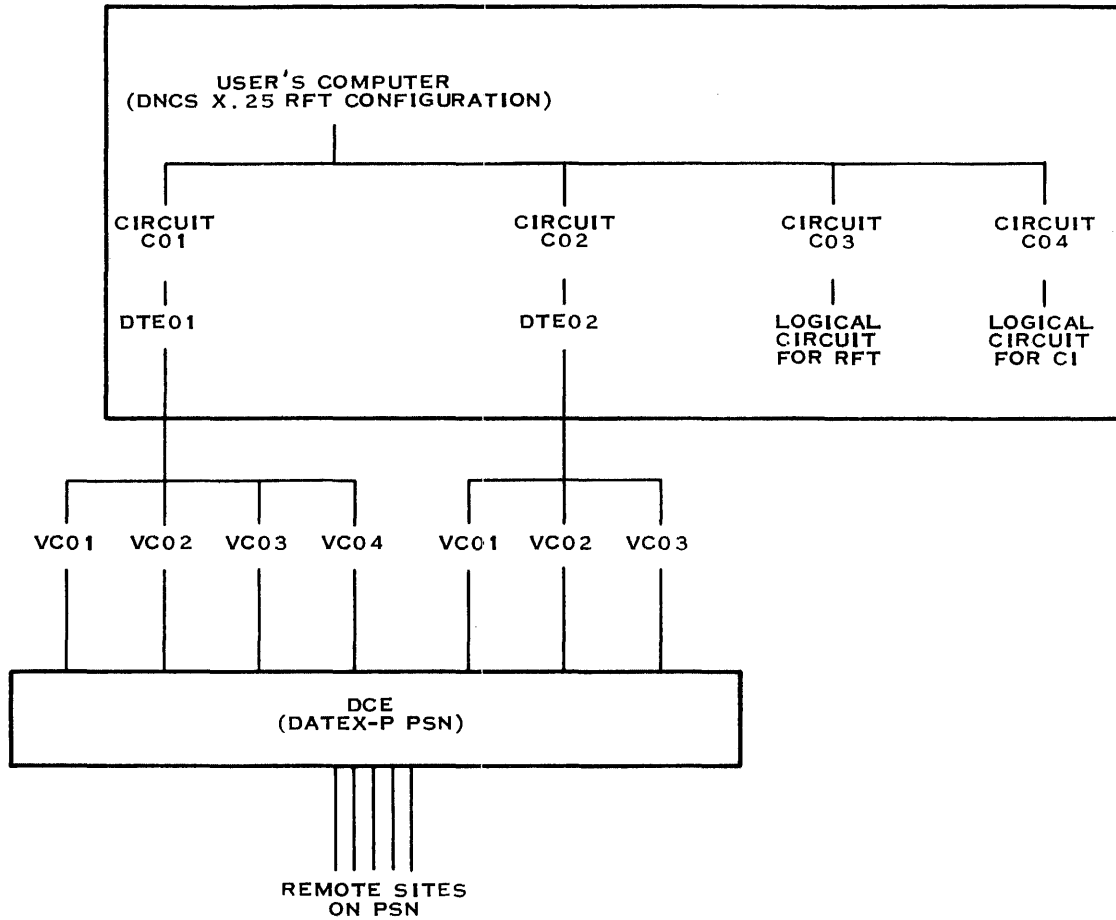 USER'S COMPUTER
(DNCS X.25 RFT CONFIGURATION)
CIRCUIT
C01
CIRCUIT
C02
CIRCUIT
C03
CIRCUIT
C04
DTE01
DTE02
LOGICAL
CIRCUIT
FOR RFT
LOGICAL
CIRCUIT
FOR CI
VC01 VC02 VC03 VC04 VC01 VC02 VC03
DCE
(DATEX-P PSN)
REMOTE SITES
ON PSN